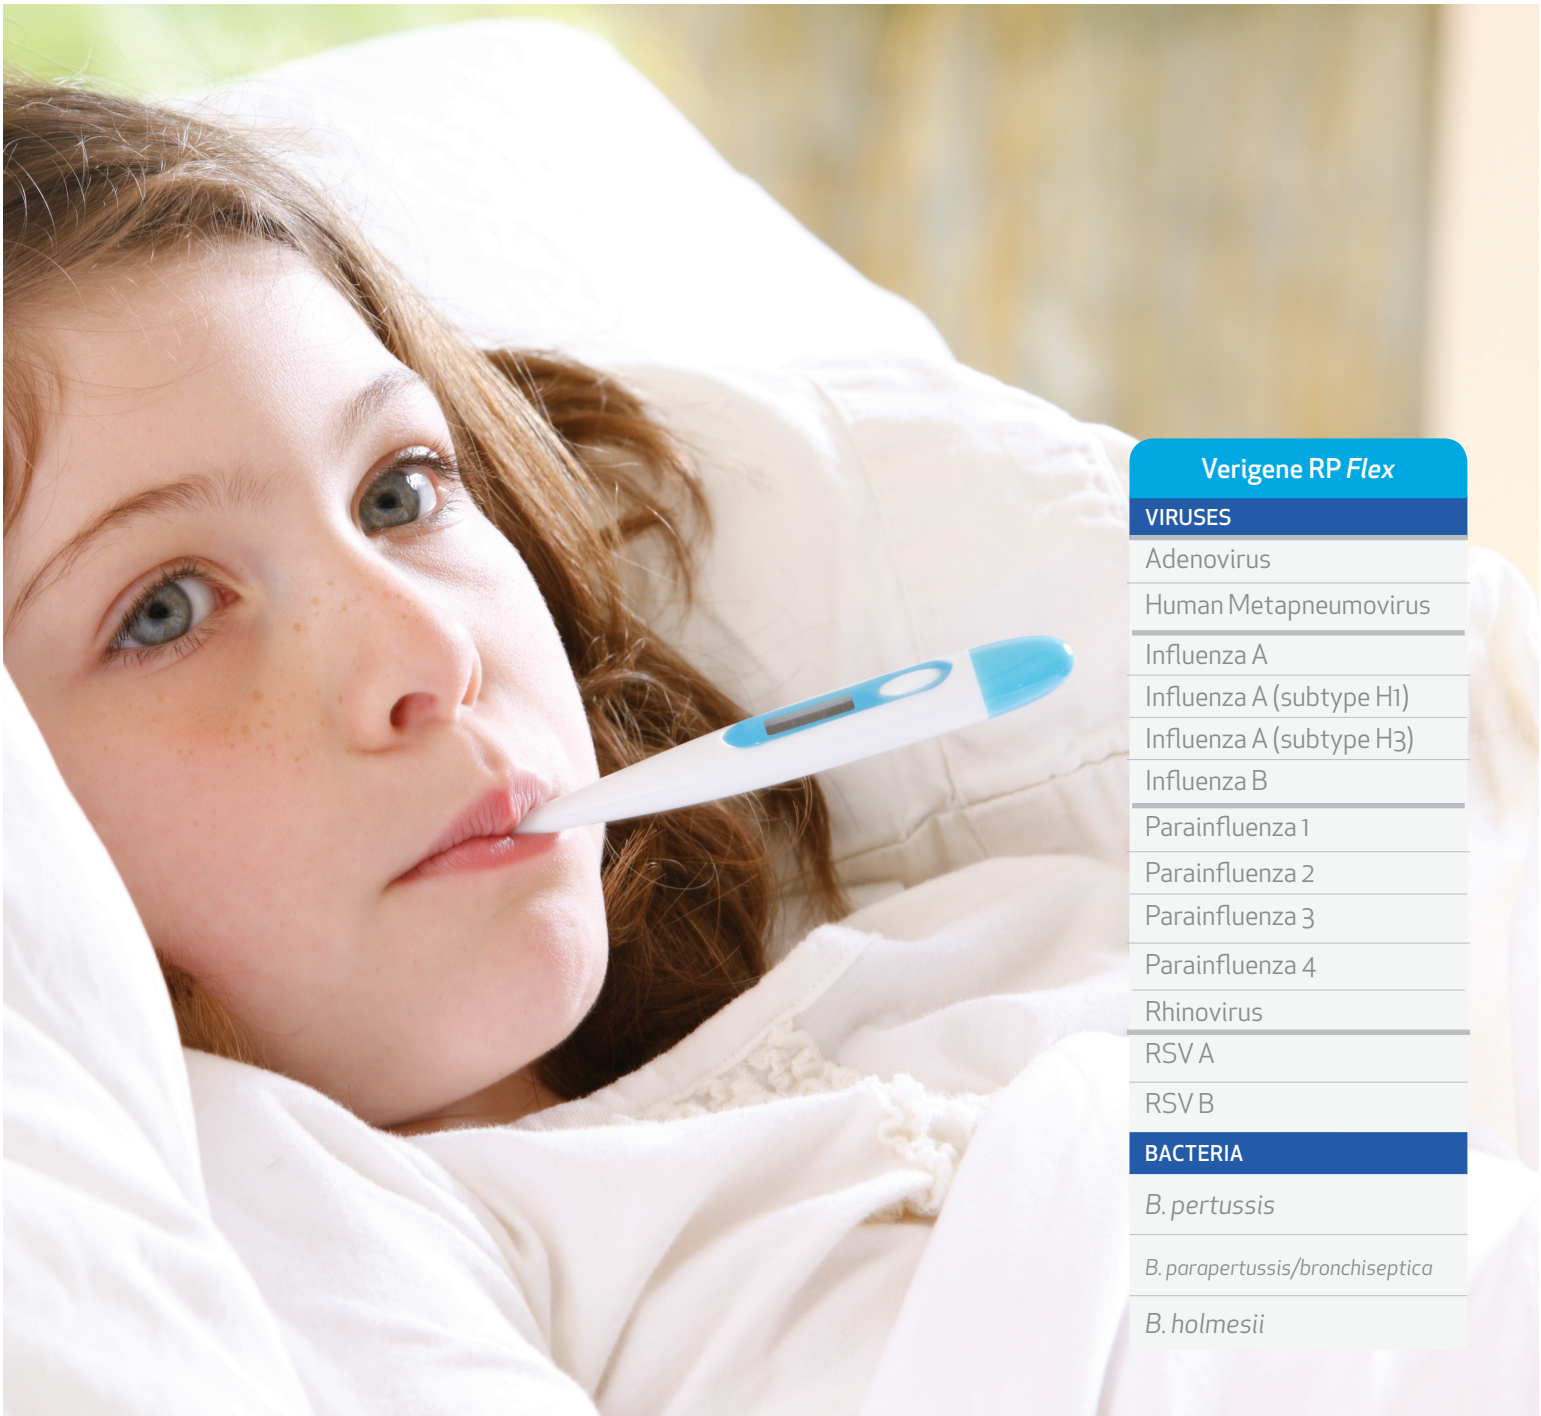 Verigene RP Flex
VIRUSES
Adenovirus
Human Metapneumovirus
Influenza A
Influenza A (subtype H1)
Influenza A (subtype H3)
Influenza B
Parainfluenza 1
Parainfluenza 2
Parainfluenza 3
Parainfluenza 4
Rhinovirus
RSV A
RSV B
BACTERIA
B. pertussis
B. parapertussis/bronchiseptica
B. holmesii